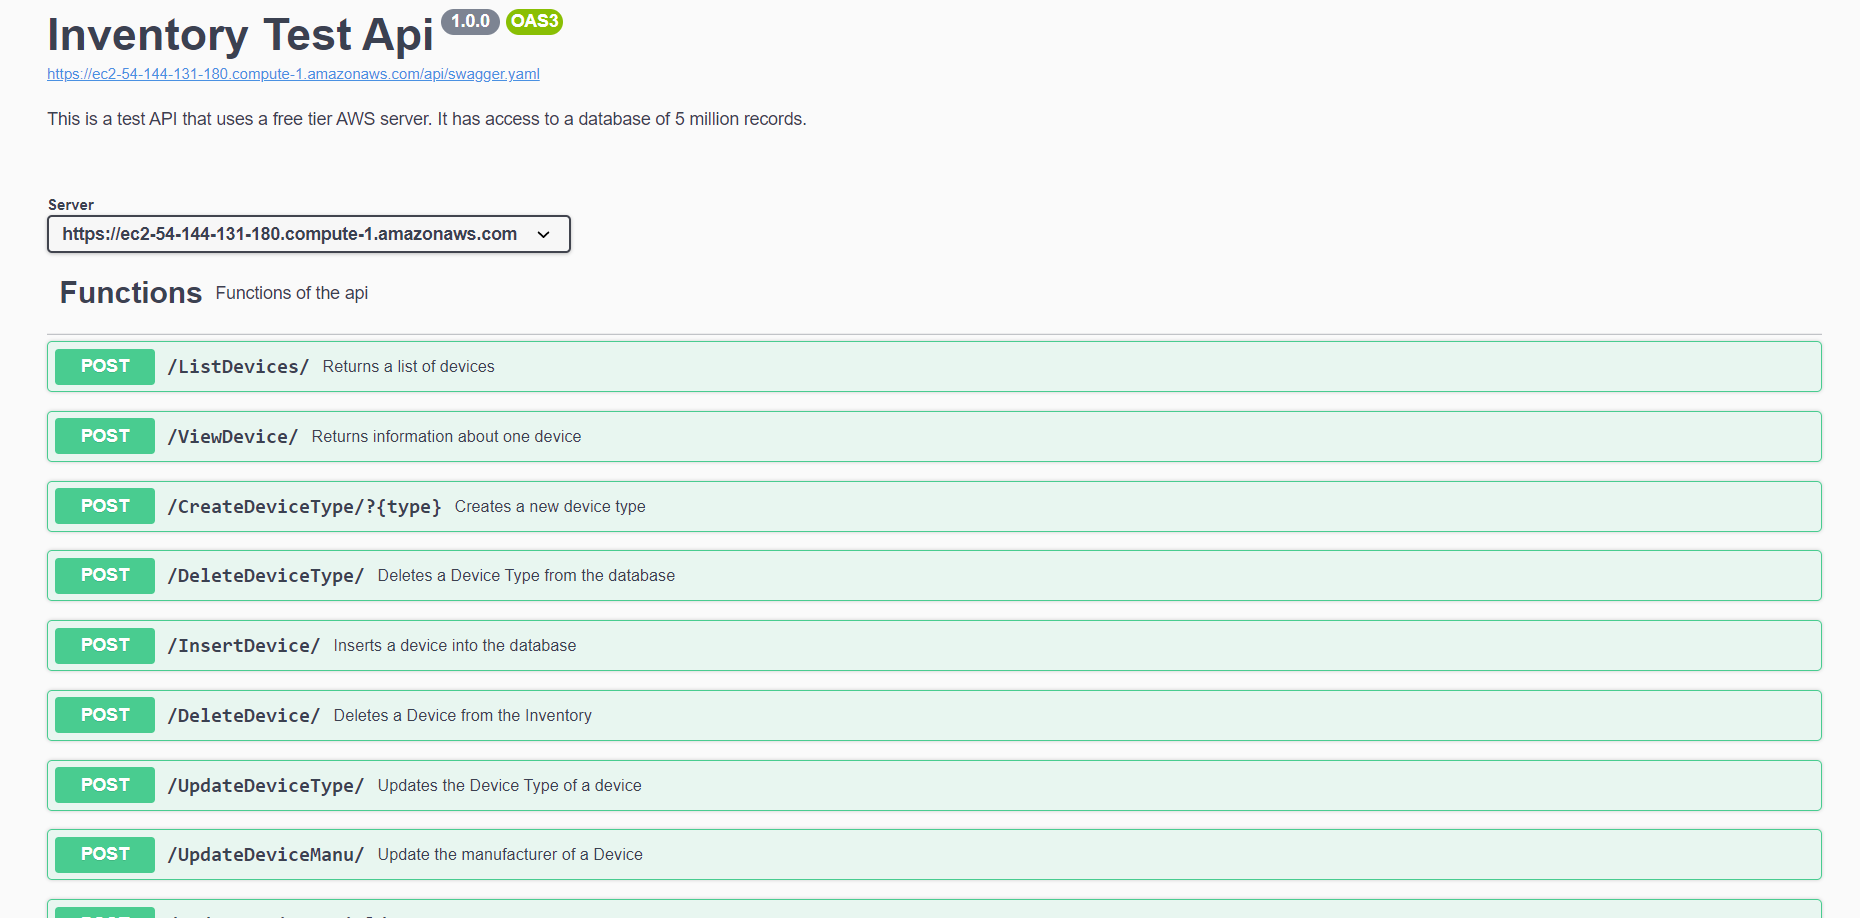 Inventory Test Api 1.0.0 OAS3
https://ec2-54-144-131-180.compute-1.amazonaws.com/api/swagger.yaml
This is a test API that uses a free tier AWS server. It has access to a database of 5 million records.
Server
https://ec2-54-144-131-180.compute-1.amazonaws.com
Functions Functions of the api
POST /ListDevices/ Returns a list of devices
POST /ViewDevice/ Returns information about one device
POST /CreateDeviceType/?{type} Creates a new device type
POST /DeleteDeviceType/ Deletes a Device Type from the database
POST /InsertDevice/ Inserts a device into the database
POST /DeleteDevice/ Deletes a Device from the Inventory
POST /UpdateDeviceType/ Updates the Device Type of a device
POST /UpdateDeviceManu/ Update the manufacturer of a Device